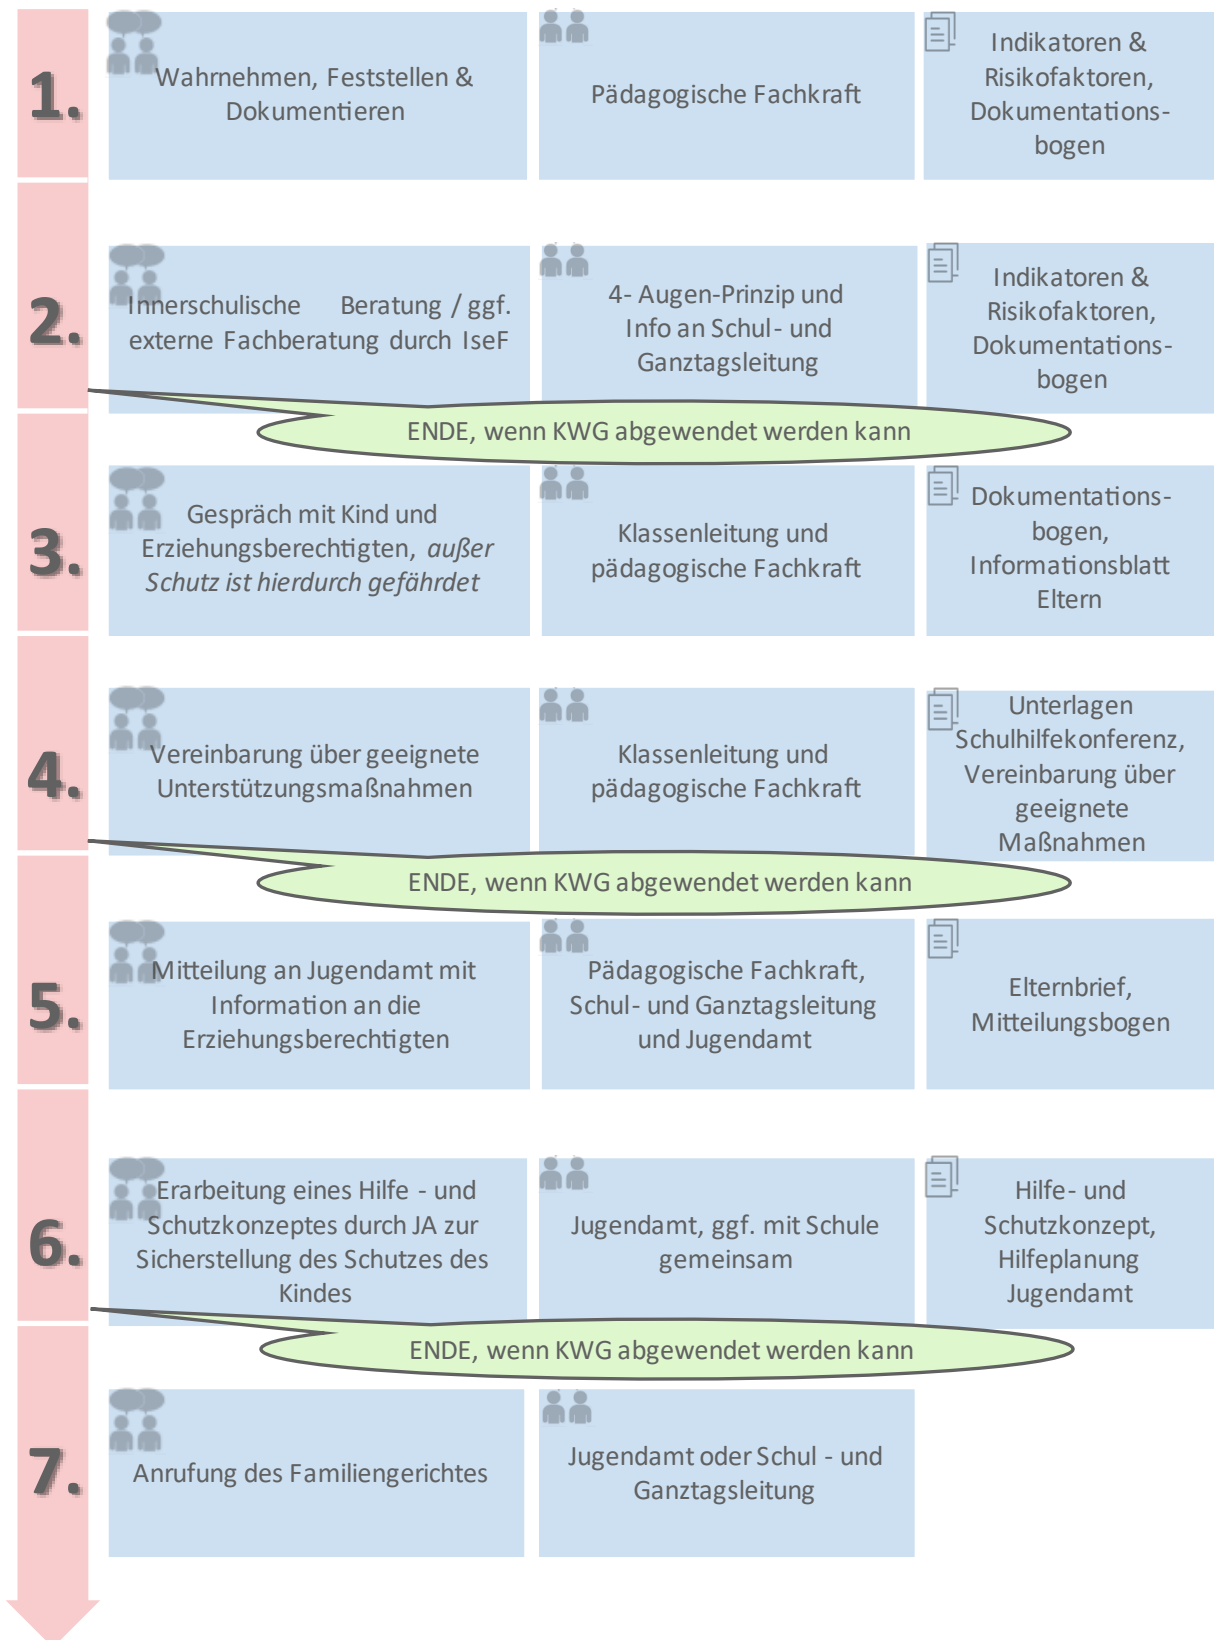 1.
Wahrnehmen, Feststellen &
Dokumentieren
Pädagogische Fachkraft
Indikatoren &
Risikofaktoren,
Dokumentations-
bogen
2.
Innerschulische Beratung / ggf.
externe Fachberatung durch IseF
4- Augen-Prinzip und
Info an Schul- und
Ganztagsleitung
Indikatoren &
Risikofaktoren,
Dokumentations-
bogen
ENDE, wenn KWG abgewendet werden kann
3.
Gespräch mit Kind und
Erziehungsberechtigten, außer
Schutz ist hierdurch gefährdet
Klassenleitung und
pädagogische Fachkraft
Dokumentations-
bogen,
Informationsblatt
Eltern
4.
Vereinbarung über geeignete
Unterstützungsmaßnahmen
Klassenleitung und
pädagogische Fachkraft
Unterlagen
Schulhilfekonferenz,
Vereinbarung über
geeignete
Maßnahmen
ENDE, wenn KWG abgewendet werden kann
5.
Mitteilung an Jugendamt mit
Information an die
Erziehungsberechtigten
Pädagogische Fachkraft,
Schul- und Ganztagsleitung
und Jugendamt
Elternbrief,
Mitteilungsbogen
6.
Erarbeitung eines Hilfe - und
Schutzkonzeptes durch JA zur
Sicherstellung des Schutzes des
Kindes
Jugendamt, ggf. mit Schule
gemeinsam
Hilfe- und
Schutzkonzept,
Hilfeplanung
Jugendamt
ENDE, wenn KWG abgewendet werden kann
7.
Anrufung des Familiengerichtes
Jugendamt oder Schul - und
Ganztagsleitung